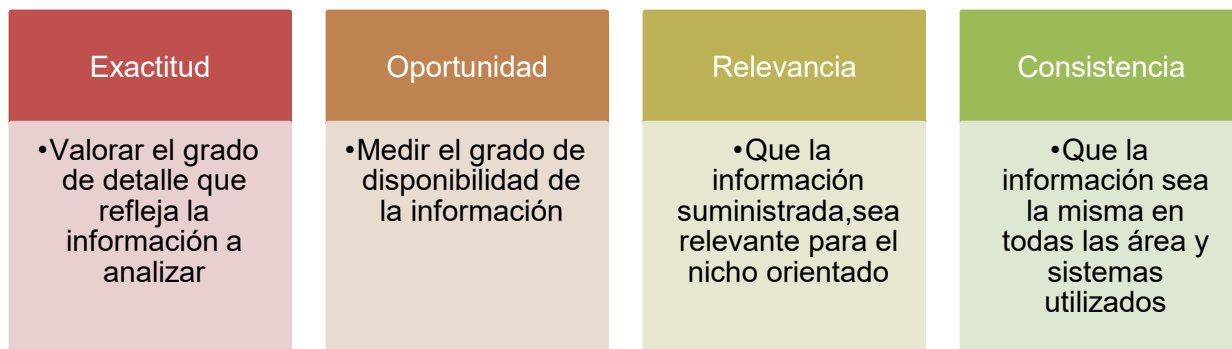 Exactitud
•Valorar el grado
de detalle que
refleja la
información a
analizar
Oportunidad
•Medir el grado de
disponibilidad de
la información
Relevancia
•Que la
información
suministrada,sea
relevante para el
nicho orientado
Consistencia
•Que la
información sea
la misma en
todas las área y
sistemas
utilizados